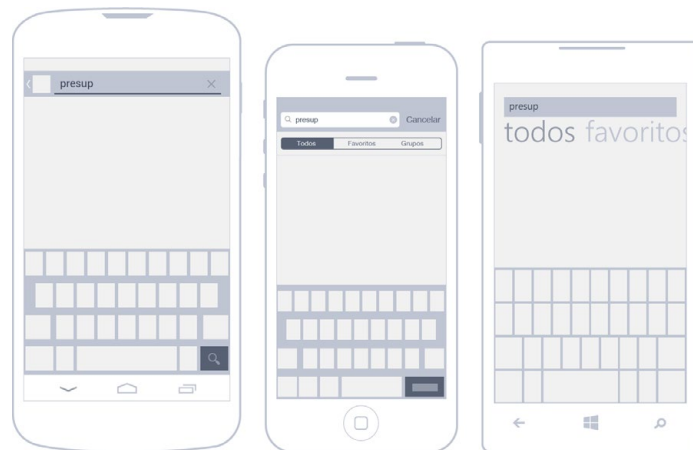 presup
presup Cancelar
Todos Favoritos Grupos
presup
todos favoritos